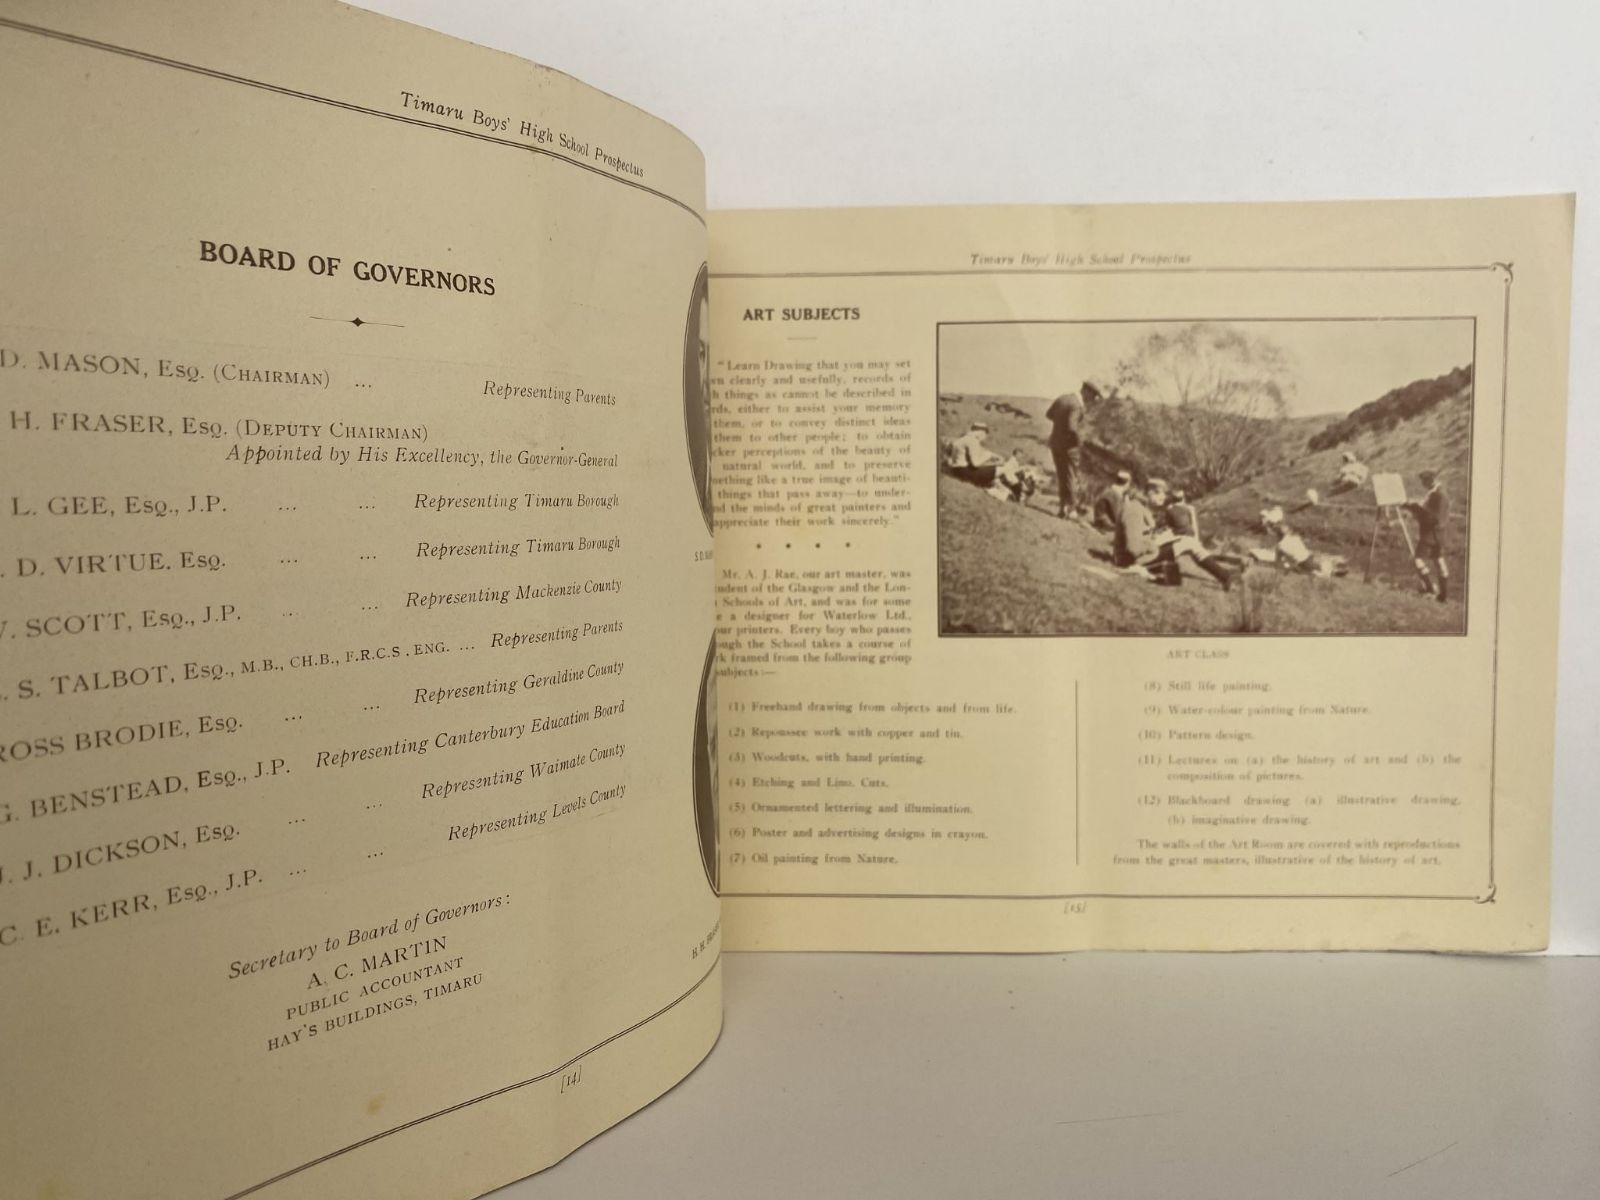 Timaru Boys' High School Prospectus
BOARD OF GOVERNORS
D. MASON, Esq. (Chairman) ... Representing Parents
H. FRASER, Esq. (Deputy Chairman)
Appointed by His Excellency, the Governor-General
L. GEE, Esq., J.P. ... ... Representing Timaru Borough
D. VIRTUE. Esq. ... ... Representing Timaru Borough
SCOTT, Esq., J.P. ... ... Representing Mackenzie County
S. TALBOT, Esq., M.B., CH.B., F.R.C.S. ENG. ... Representing Parents
ROSS BRODIE, Esq. ... ... Representing Geraldine County
G. BENSTEAD, Esq., J.P. Representing Canterbury Education Board
J. DICKSON, Esq. ... ... Representing Waimate County
C. E. KERR, Esq., J.P. ... ... Representing Levels County
Secretary to Board of Governors:
A. C. MARTIN
PUBLIC ACCOUNTANT
HAY'S BUILDINGS, TIMARU
[14]
S.D.
H. H.
Timaru Boys' High School Prospectus
ART SUBJECTS
"Learn Drawing that you may set
clearly and usefully, records of
things as cannot be described in
either to assist your memory
them, or to convey distinct ideas
them to other people; to obtain
perceptions of the beauty of
natural world, and to preserve
like a true image of beauti-
things that pass away—to under-
the minds of great painters and
appreciate their work sincerely."
* * * *
Mr. A. J. Rae, our art master, was
of the Glasgow and the Lon-
Schools of Art, and was for some
a designer for Waterlow Ltd.,
printers. Every boy who passes
the School takes a course of
framed from the following group
subjects:—
(1) Freehand drawing from objects and from life.
(2) Repoussee work with copper and tin.
(3) Woodcuts, with hand printing.
(4) Etching and Lino. Cuts.
(5) Ornamented lettering and illumination.
(6) Poster and advertising designs in crayon.
(7) Oil painting from Nature.
ART CLASS
(8) Still life painting.
(9) Water-colour painting from Nature.
(10) Pattern design.
(11) Lectures on (a) the history of art and (b) the
composition of pictures.
(12) Blackboard drawing (a) illustrative drawing,
(b) imaginative drawing.
The walls of the Art Room are covered with reproductions
from the great masters, illustrative of the history of art.
[15]